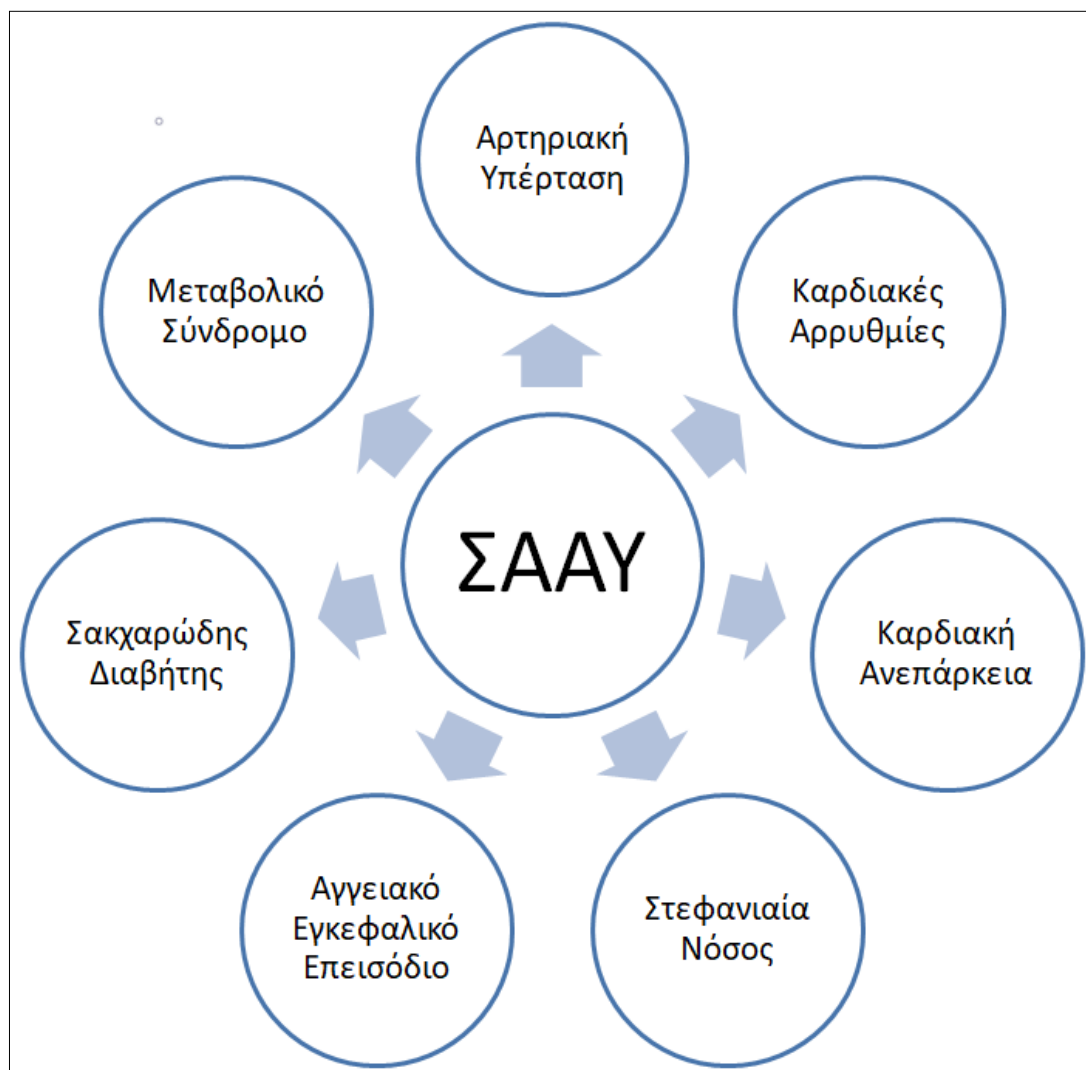 Αρτηριακή
Υπέρταση
Καρδιακές
Αρρυθμίες
Καρδιακή
Ανεπάρκεια
Στεφανιαία
Νόσος
Αγγειακό
Εγκεφαλικό
Επεισόδιο
Σακχαρώδης
Διαβήτης
Μεταβολικό
Σύνδρομο
ΣΑΑΥ